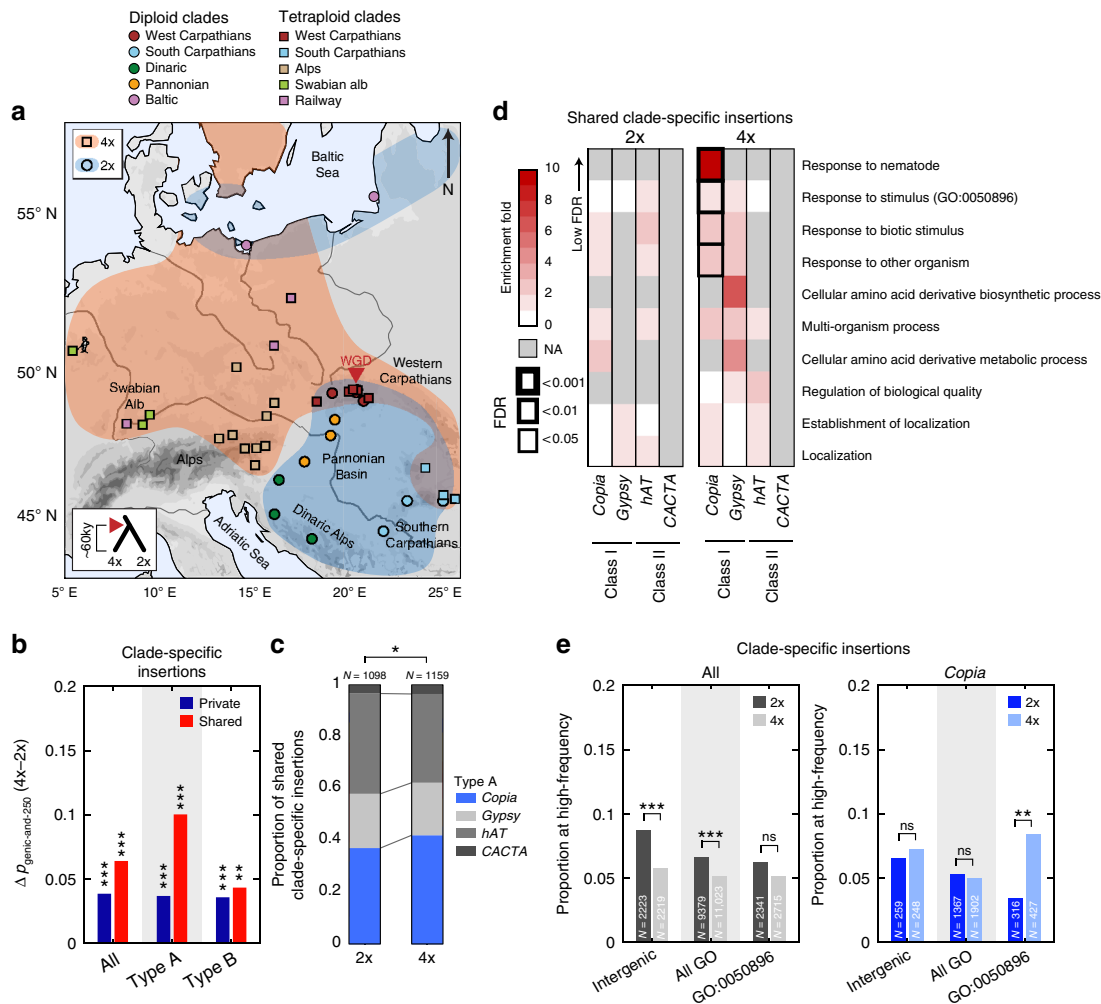 Diploid clades
West Carpathians
South Carpathians
Dinaric
Pannonian
Baltic
Tetraploid clades
West Carpathians
South Carpathians
Alps
Swabian alb
Railway
a
4x
2x
Baltic
Sea
N
55° N
50° N
45° N
WGD
Western
Carpathians
Swabian
Alb
Alps
Pannonian
Basin
Dinaric Alps
Adriatic Sea
Southern
Carpathians
~60ky
4x 2x
5° E 10° E 15° E 20° E 25° E
b
Clade-specific
insertions
Private
Shared
Δ p genic-and-250 (4x–2x)
0.2
0.15
0.1
0.05
0
***
***
***
***
***
**
All Type A Type B
c
*
N = 1098 N = 1159
Proportion of shared
clade-specific insertions
1
0.8
0.6
0.4
0.2
0
2x 4x
Type A
Copia
Gypsy
hAT
CACTA
d
Shared clade-specific insertions
2x 4x
Enrichment fold
10
8
6
4
2
0
NA
Low FDR
FDR
<0.001
<0.01
<0.05
Response to nematode
Response to stimulus (GO:0050896)
Response to biotic stimulus
Response to other organism
Cellular amino acid derivative biosynthetic process
Multi-organism process
Cellular amino acid derivative metabolic process
Regulation of biological quality
Establishment of localization
Localization
Copia Gypsy hAT CACTA Copia Gypsy hAT CACTA
Class I Class II Class I Class II
e
Clade-specific insertions
All
Proportion at high-frequency
0.2
0.15
0.1
0.05
0
2x
4x
***
***
ns
N = 2223
N = 2219
N = 9379
N = 11,023
N = 2341
N = 2715
Intergenic All GO GO:0050896
Copia
Proportion at high-frequency
0.2
0.15
0.1
0.05
0
2x
4x
ns
ns
**
N = 259
N = 248
N = 1367
N = 1902
N = 316
N = 427
Intergenic All GO GO:0050896